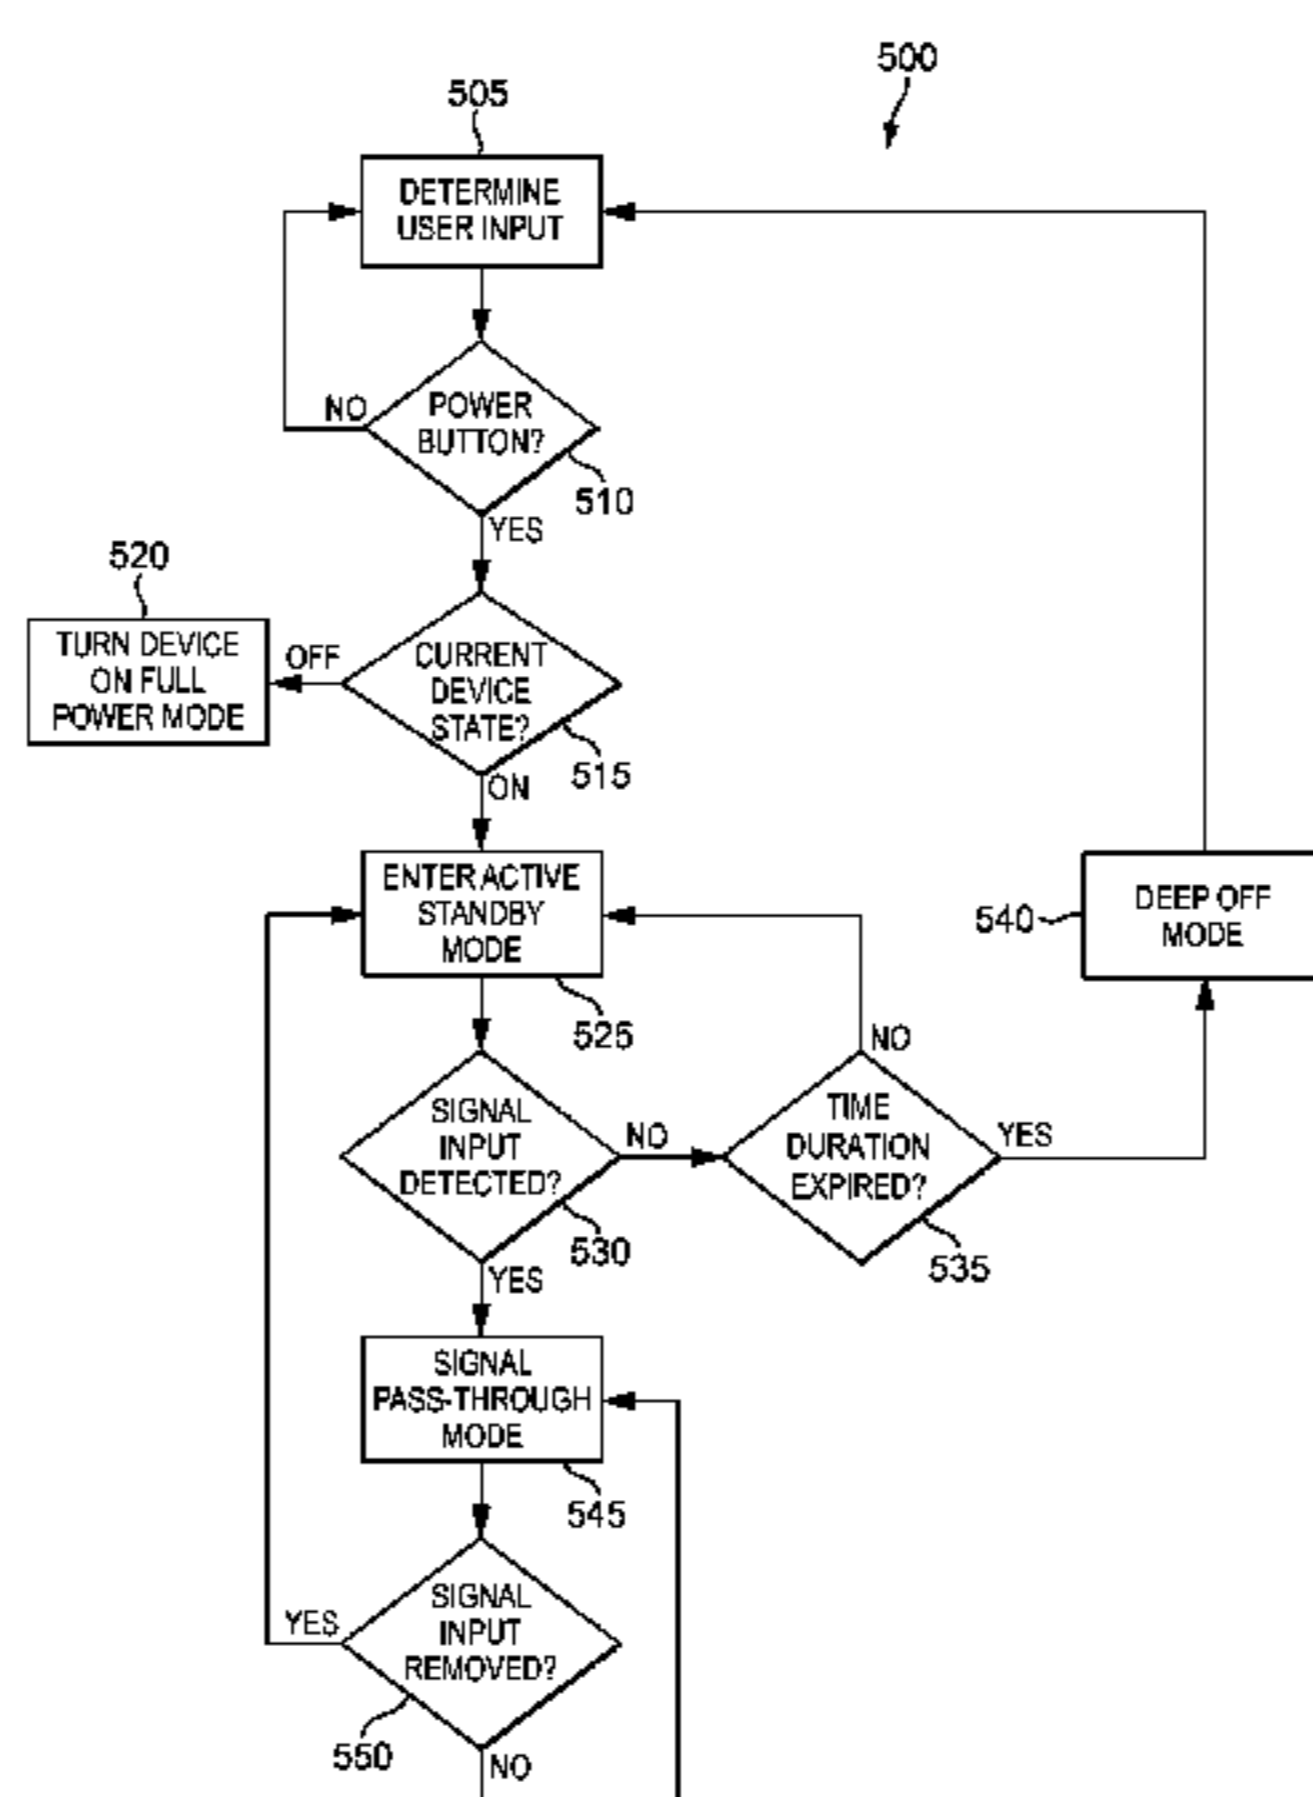 500
505
DETERMINE
USER INPUT
NO
POWER
BUTTON?
510
YES
520
TURN DEVICE
ON FULL
POWER MODE
OFF
CURRENT
DEVICE
STATE?
515
ON
ENTER ACTIVE
STANDBY
MODE
525
540
DEEP OFF
MODE
SIGNAL
INPUT
DETECTED?
530
NO
TIME
DURATION
EXPIRED?
535
NO
YES
YES
SIGNAL
PASS-THROUGH
MODE
545
YES
SIGNAL
INPUT
REMOVED?
550
NO